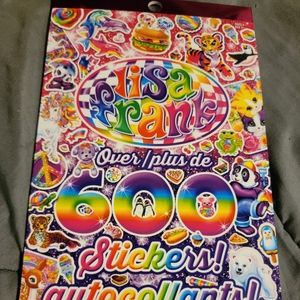 lisa
frank
Over/plus de
600
Stickers!
autocollants!